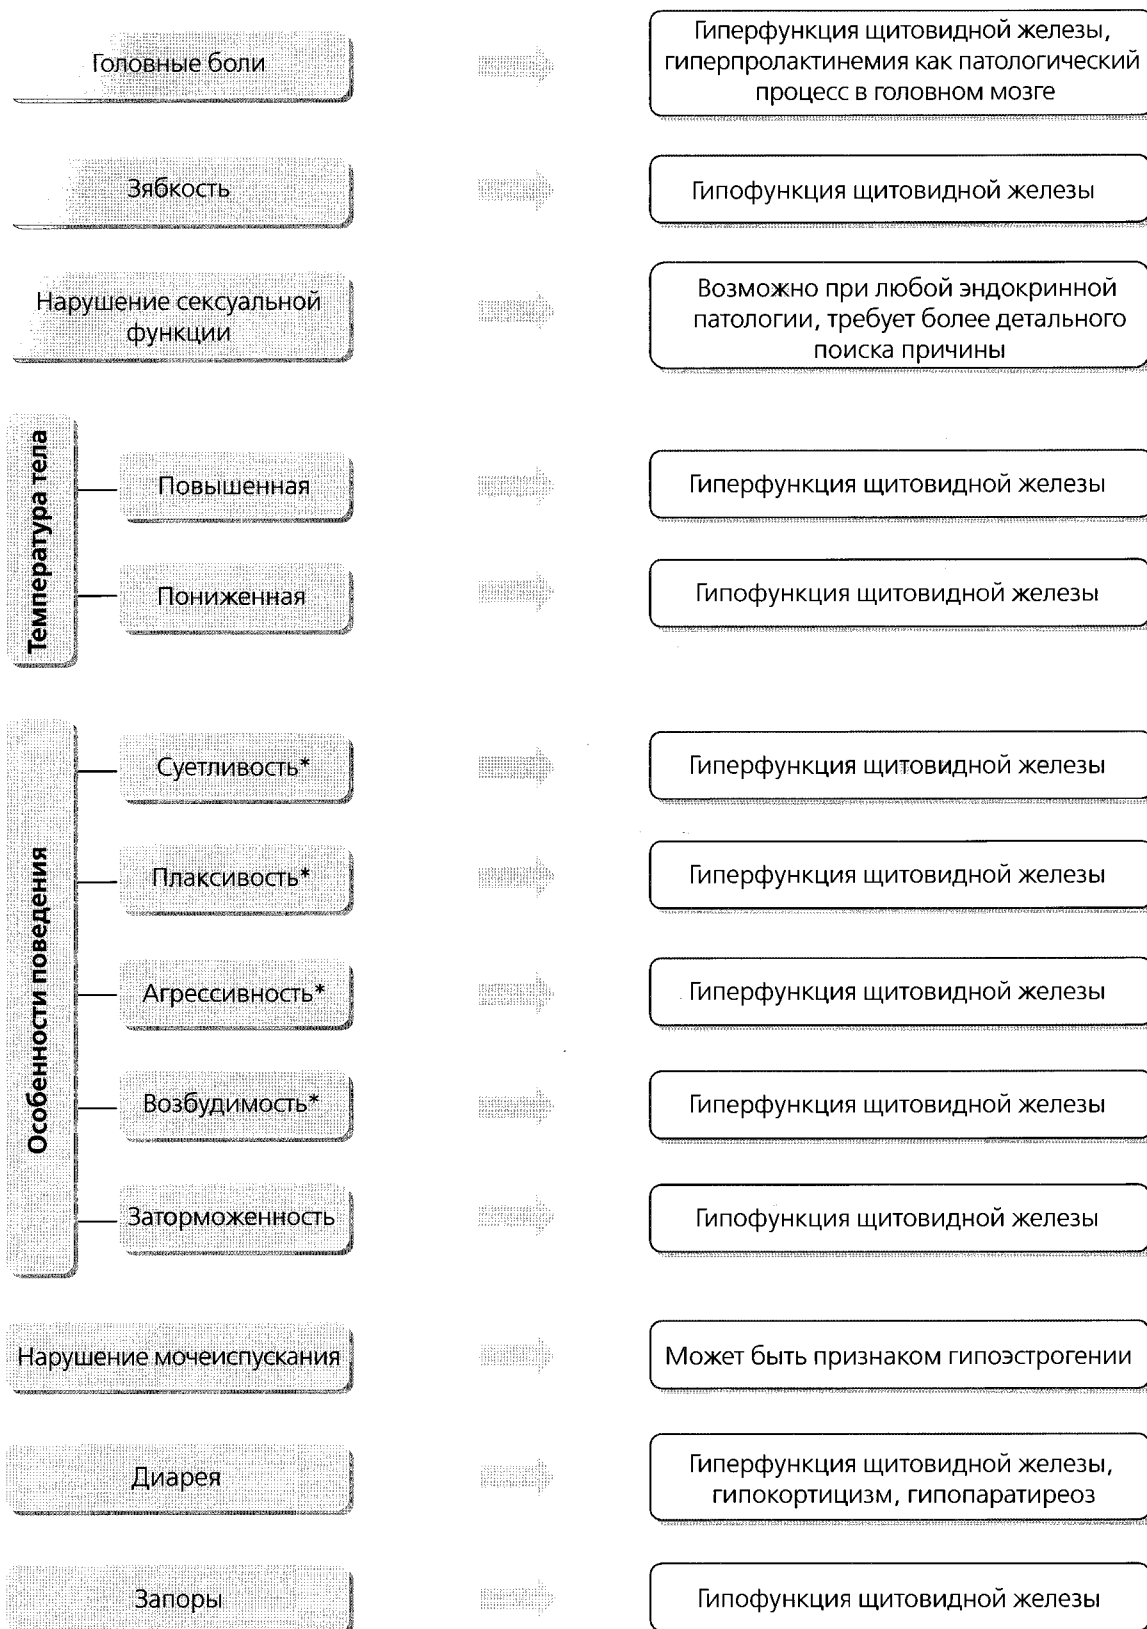 Головные боли
Гиперфункция щитовидной железы,
гиперпролактинемия как патологический
процесс в головном мозге
Зябкость
Гипофункция щитовидной железы
Нарушение сексуальной
функции
Возможно при любой эндокринной
патологии, требует более детального
поиска причины
Температура тела
Повышенная
Гиперфункция щитовидной железы
Пониженная
Гипофункция щитовидной железы
Особенности поведения
Суетливость*
Гиперфункция щитовидной железы
Плаксивость*
Гиперфункция щитовидной железы
Агрессивность*
Гиперфункция щитовидной железы
Возбудимость*
Гиперфункция щитовидной железы
Заторможенность
Гипофункция щитовидной железы
Нарушение мочеиспускания
Может быть признаком гипоэстрогении
Диарея
Гиперфункция щитовидной железы,
гипокортицизм, гипопаратиреоз
Запоры
Гипофункция щитовидной железы